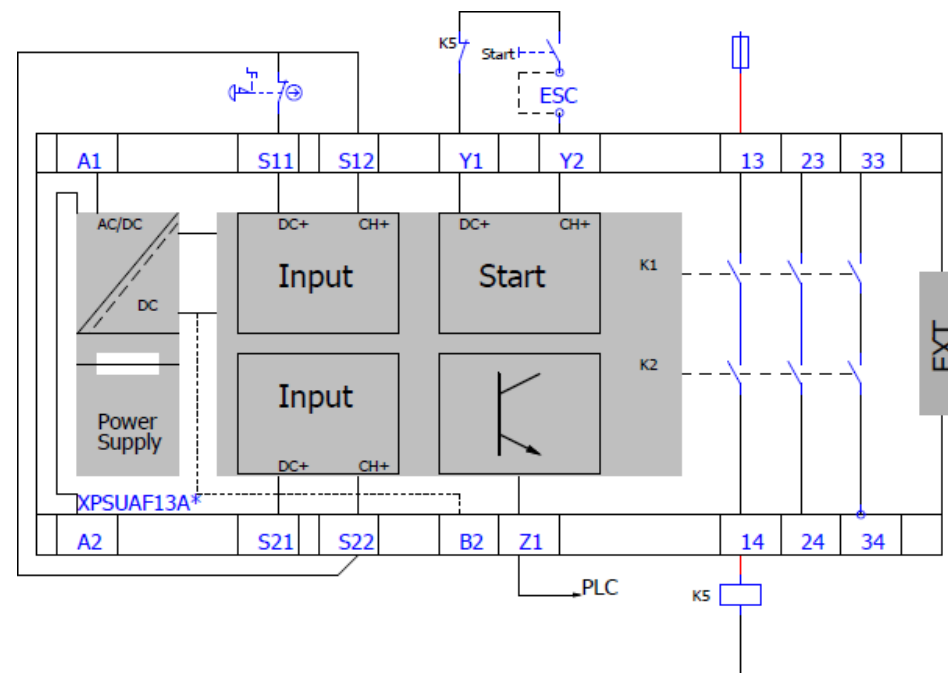 K5
Start
ESC
A1 S11 S12 Y1 Y2 13 23 33
AC/DC DC+ CH+ DC+ CH+
Input Start K1
DC
EXT
K2
Input
Power
Supply
DC+ CH+
XPSUAF13A*
A2 S21 S22 B2 Z1 14 24 34
PLC
K5